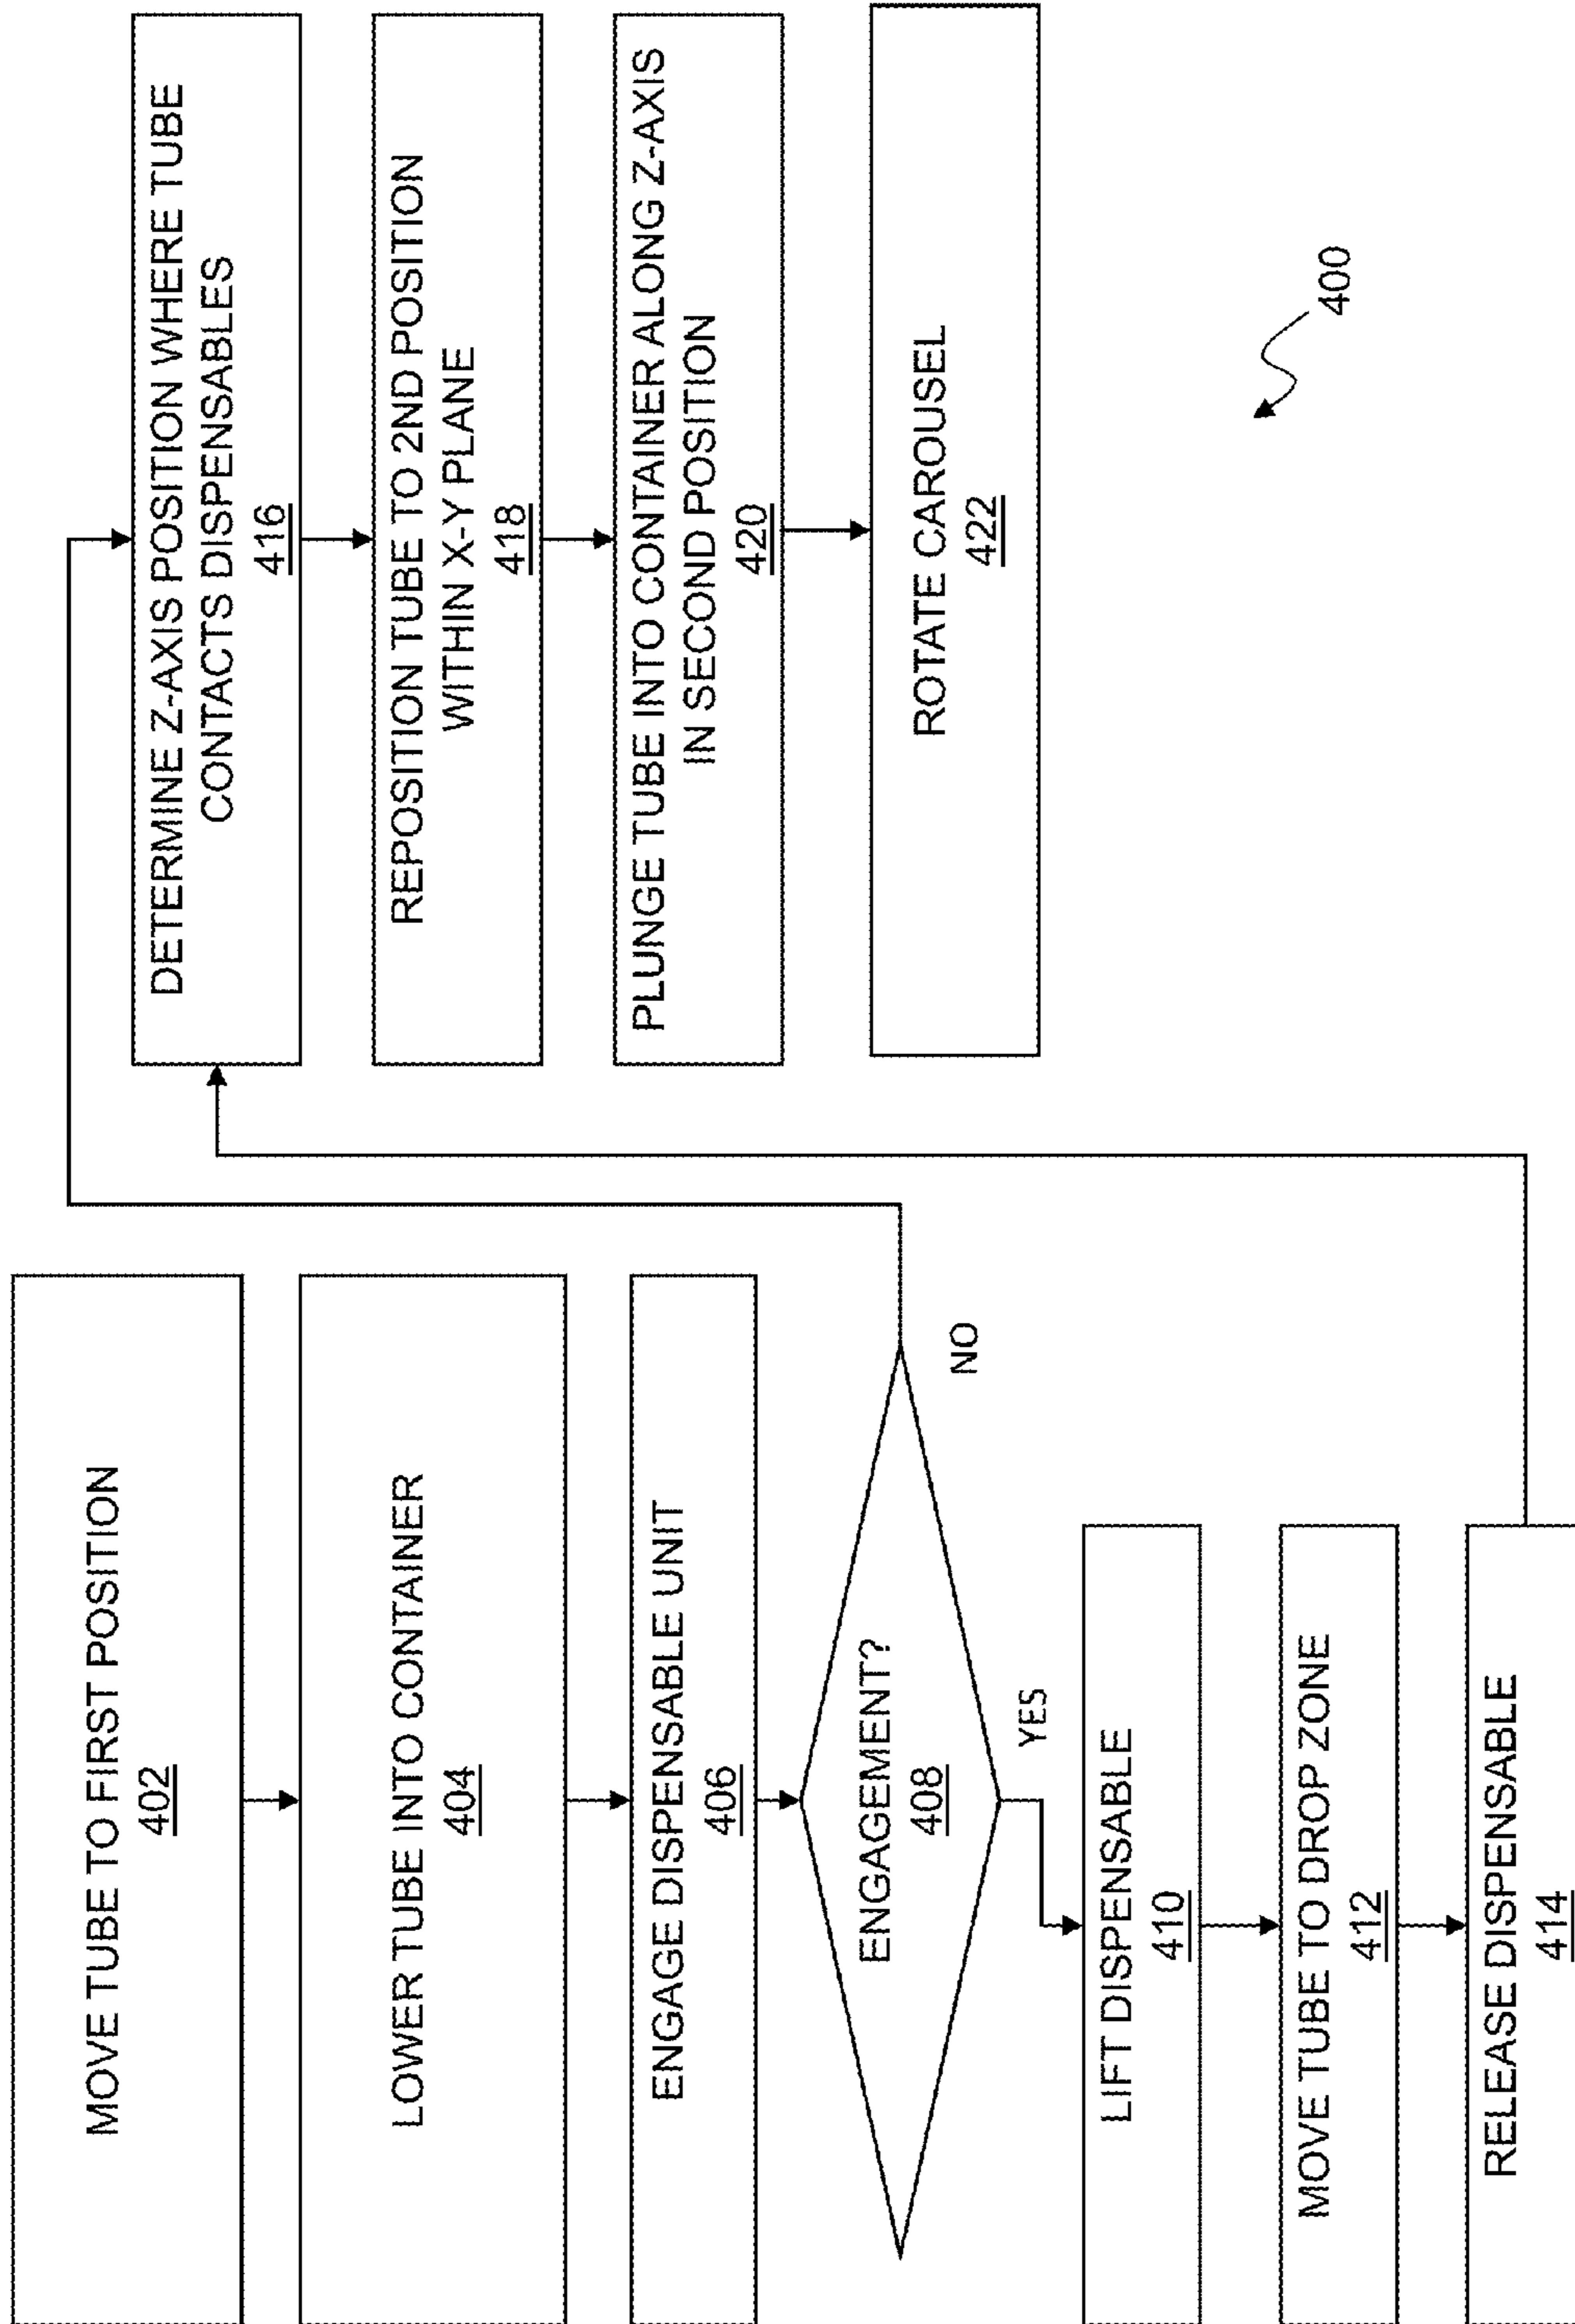 MOVE TUBE TO FIRST POSITION
402
LOWER TUBE INTO CONTAINER
404
ENGAGE DISPENSABLE UNIT
406
ENGAGEMENT?
408
NO
YES
LIFT DISPENSABLE
410
MOVE TUBE TO DROP ZONE
412
RELEASE DISPENSABLE
414
DETERMINE Z-AXIS POSITION WHERE TUBE
CONTACTS DISPENSABLES
416
REPOSITION TUBE TO 2ND POSITION
WITHIN X-Y PLANE
418
PLUNGE TUBE INTO CONTAINER ALONG Z-AXIS
IN SECOND POSITION
420
ROTATE CAROUSEL
422
400